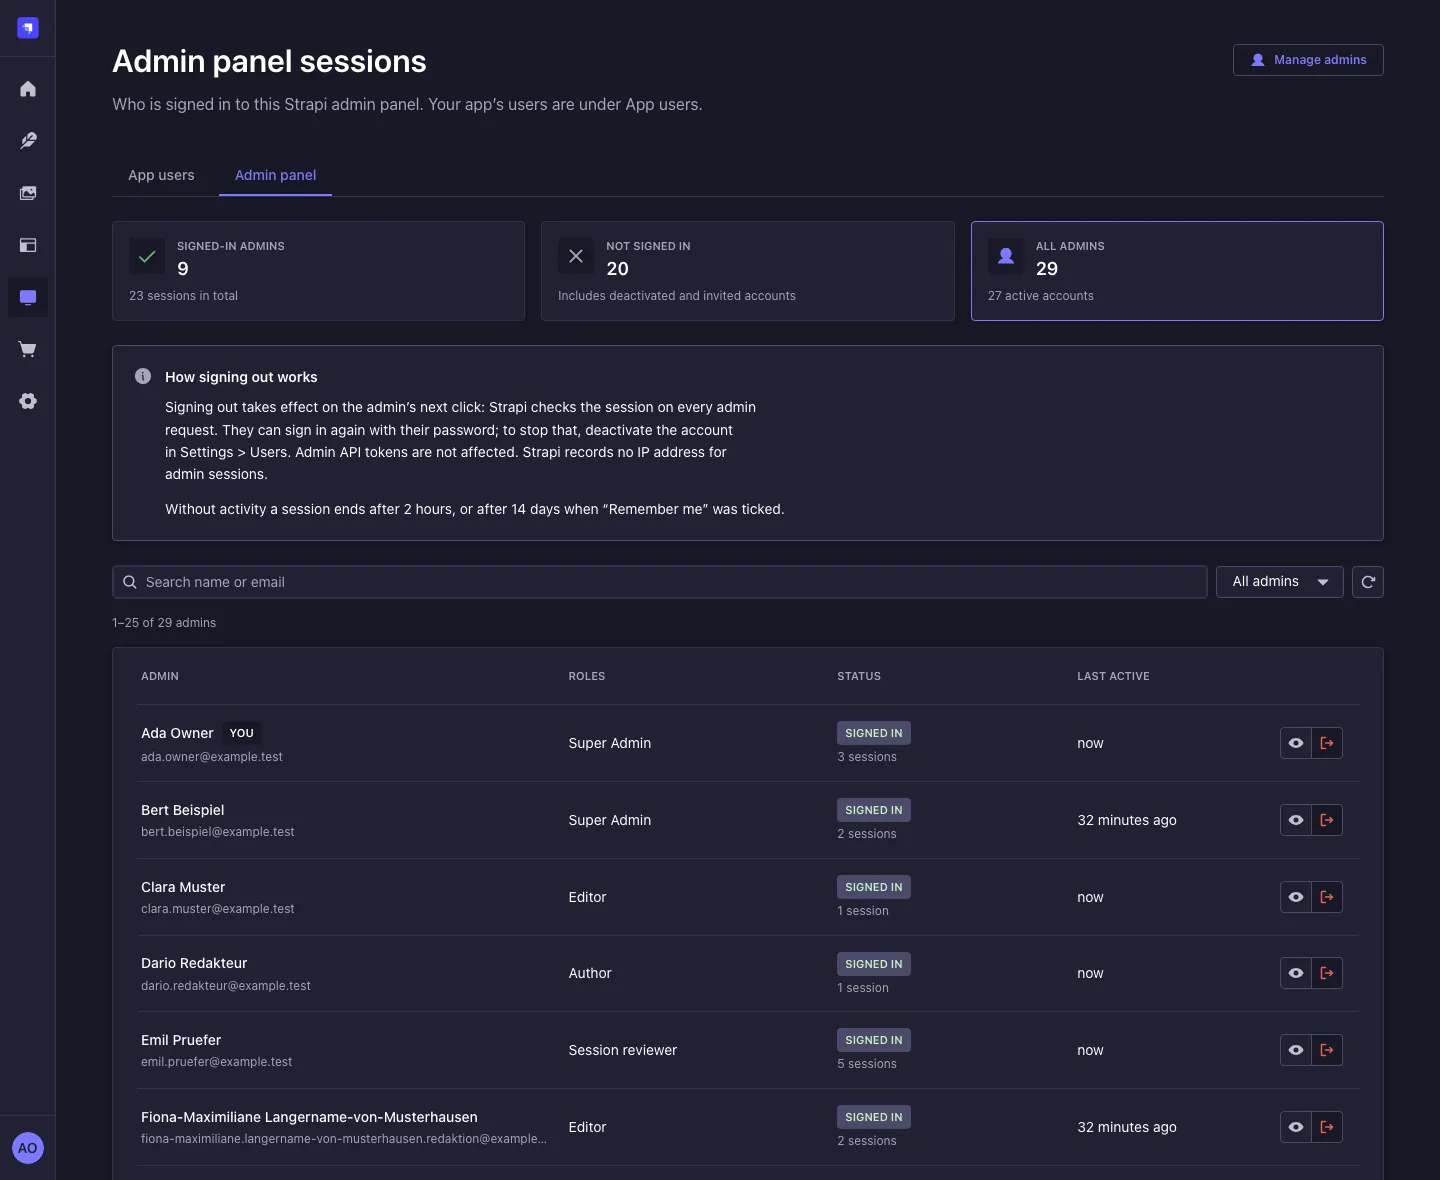 Admin panel sessions
Manage admins
Who is signed in to this Strapi admin panel. Your app’s users are under App users.
App users
Admin panel
SIGNED-IN ADMINS
9
23 sessions in total
NOT SIGNED IN
20
Includes deactivated and invited accounts
ALL ADMINS
29
27 active accounts
How signing out works
Signing out takes effect on the admin’s next click: Strapi checks the session on every admin
request. They can sign in again with their password; to stop that, deactivate the account
in Settings > Users. Admin API tokens are not affected. Strapi records no IP address for
admin sessions.
Without activity a session ends after 2 hours, or after 14 days when “Remember me” was ticked.
Search name or email
All admins
1–25 of 29 admins
ADMIN ROLES STATUS LAST ACTIVE
Ada Owner YOU
ada.owner@example.test
Super Admin
SIGNED IN
3 sessions
now
Bert Beispiel
bert.beispiel@example.test
Super Admin
SIGNED IN
2 sessions
32 minutes ago
Clara Muster
clara.muster@example.test
Editor
SIGNED IN
1 session
now
Dario Redakteur
dario.redakteur@example.test
Author
SIGNED IN
1 session
now
Emil Pruefer
emil.pruefer@example.test
Session reviewer
SIGNED IN
5 sessions
now
Fiona-Maximiliane Langername-von-Musterhausen
fiona-maximiliane.langername-von-musterhausen.redaktion@example...
Editor
SIGNED IN
2 sessions
32 minutes ago
AO